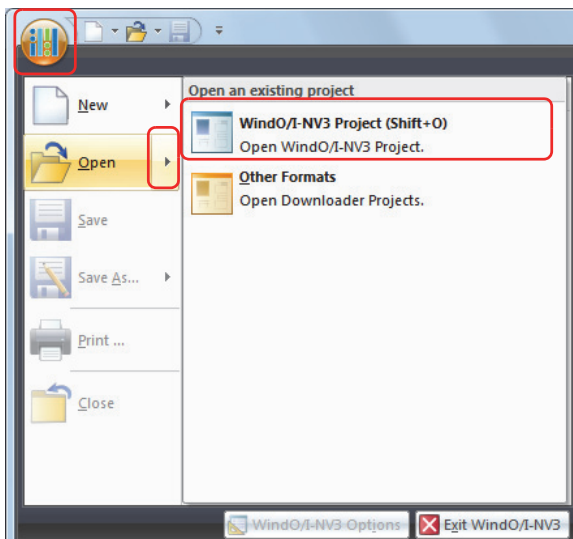 Open an existing project
New
WindO/I-NV3 Project (Shift+O)
Open WindO/I-NV3 Project.
Open
Other Formats
Open Downloader Projects.
Save
Save As...
Print ...
Close
WindO/I-NV3 Options
Exit WindO/I-NV3